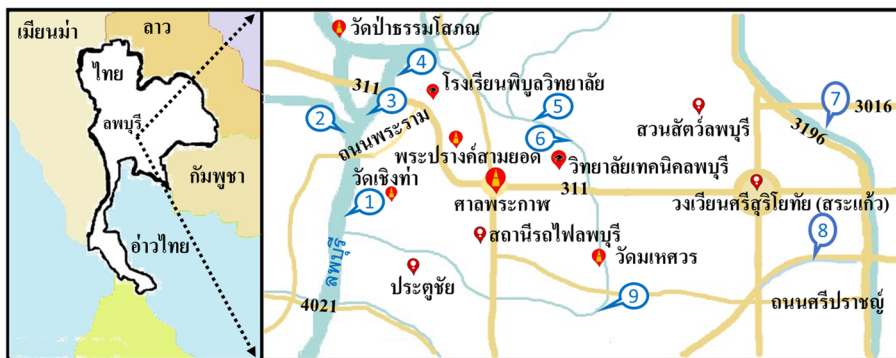 เมียนม่า
ลาว
ไทย
ลพบุรี
กัมพูชา
อ่าวไทย
วัดป่าธรรมโสภณ
4
311
โรงเรียนพิบูลวิทยาลัย
3
2
5
7
3016
ถนนพระราม
สวนสัตว์ลพบุรี
3196
6
พระปรางค์สามยอด
วิทยาลัยเทคนิคลพบุรี
วัดเชิงท่า
311
1
ศาลพระกาฬ
วงเวียนศรีสุริโยทัย (สระแก้ว)
สถานีรถไฟลพบุรี
8
ลพบุรี
วัดมเหศวร
ประตูชัย
9
4021
ถนนศรีปราชญ์